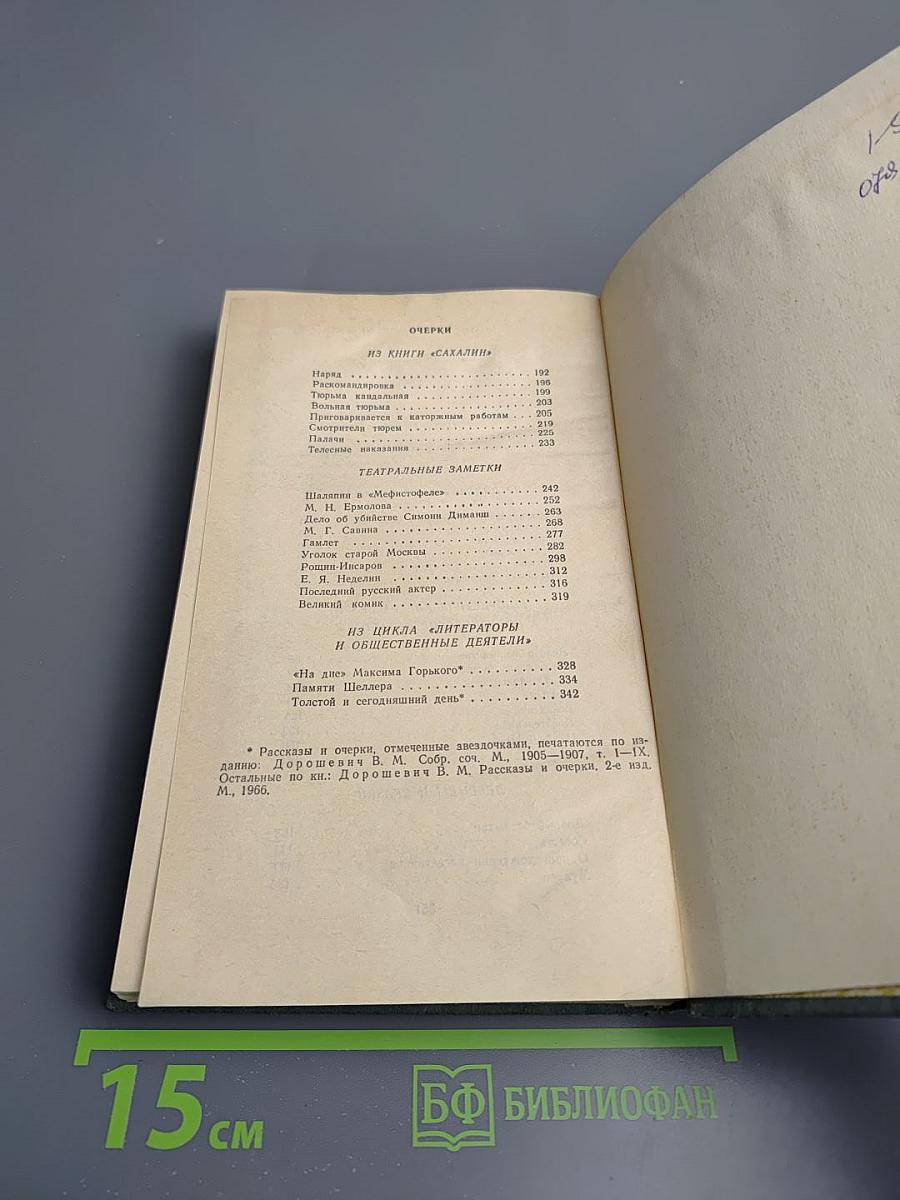 ОЧЕРКИ
ИЗ КНИГИ «САХАЛИН»
Наряд . . . . . . . . . . . . . . . . . . . . . . 192
Раскомандировка . . . . . . . . . . . . . . . . 196
Тюрьма кандальная . . . . . . . . . . . . . . 199
Вольная тюрьма . . . . . . . . . . . . . . . . 203
Приговаривается к каторжным работам . . . 205
Смотрители тюрем . . . . . . . . . . . . . . . 219
Палачи . . . . . . . . . . . . . . . . . . . . . 225
Телесные наказания . . . . . . . . . . . . . . 233
ТЕАТРАЛЬНЫЕ ЗАМЕТКИ
Шаляпин в «Мефистофеле» . . . . . . . . . . 242
М. Н. Ермолова . . . . . . . . . . . . . . . . 252
Дело об убийстве Симонн Диманш . . . . . . 263
М. Г. Савина . . . . . . . . . . . . . . . . . . 268
Гамлет . . . . . . . . . . . . . . . . . . . . . 277
Уголок старой Москвы . . . . . . . . . . . . . 282
Рощин-Инсаров . . . . . . . . . . . . . . . . 298
Е. Я. Неделин . . . . . . . . . . . . . . . . . 312
Последний русский актер . . . . . . . . . . . 316
Великий комик . . . . . . . . . . . . . . . . . 319
ИЗ ЦИКЛА «ЛИТЕРАТОРЫ
И ОБЩЕСТВЕННЫЕ ДЕЯТЕЛИ»
«На дне» Максима Горького* . . . . . . . . . 328
Памяти Шеллера . . . . . . . . . . . . . . . . 334
Толстой и сегодняшний день* . . . . . . . . . 342
* Рассказы и очерки, отмеченные звездочками, печатаются по из-
данию: Дорошевич В. М. Собр. соч. М., 1905—1907, т. I—IX.
Остальные по кн.: Дорошевич В. М. Рассказы и очерки. 2-е изд.
М., 1966.
15 см
БФ БИБЛИОФАН